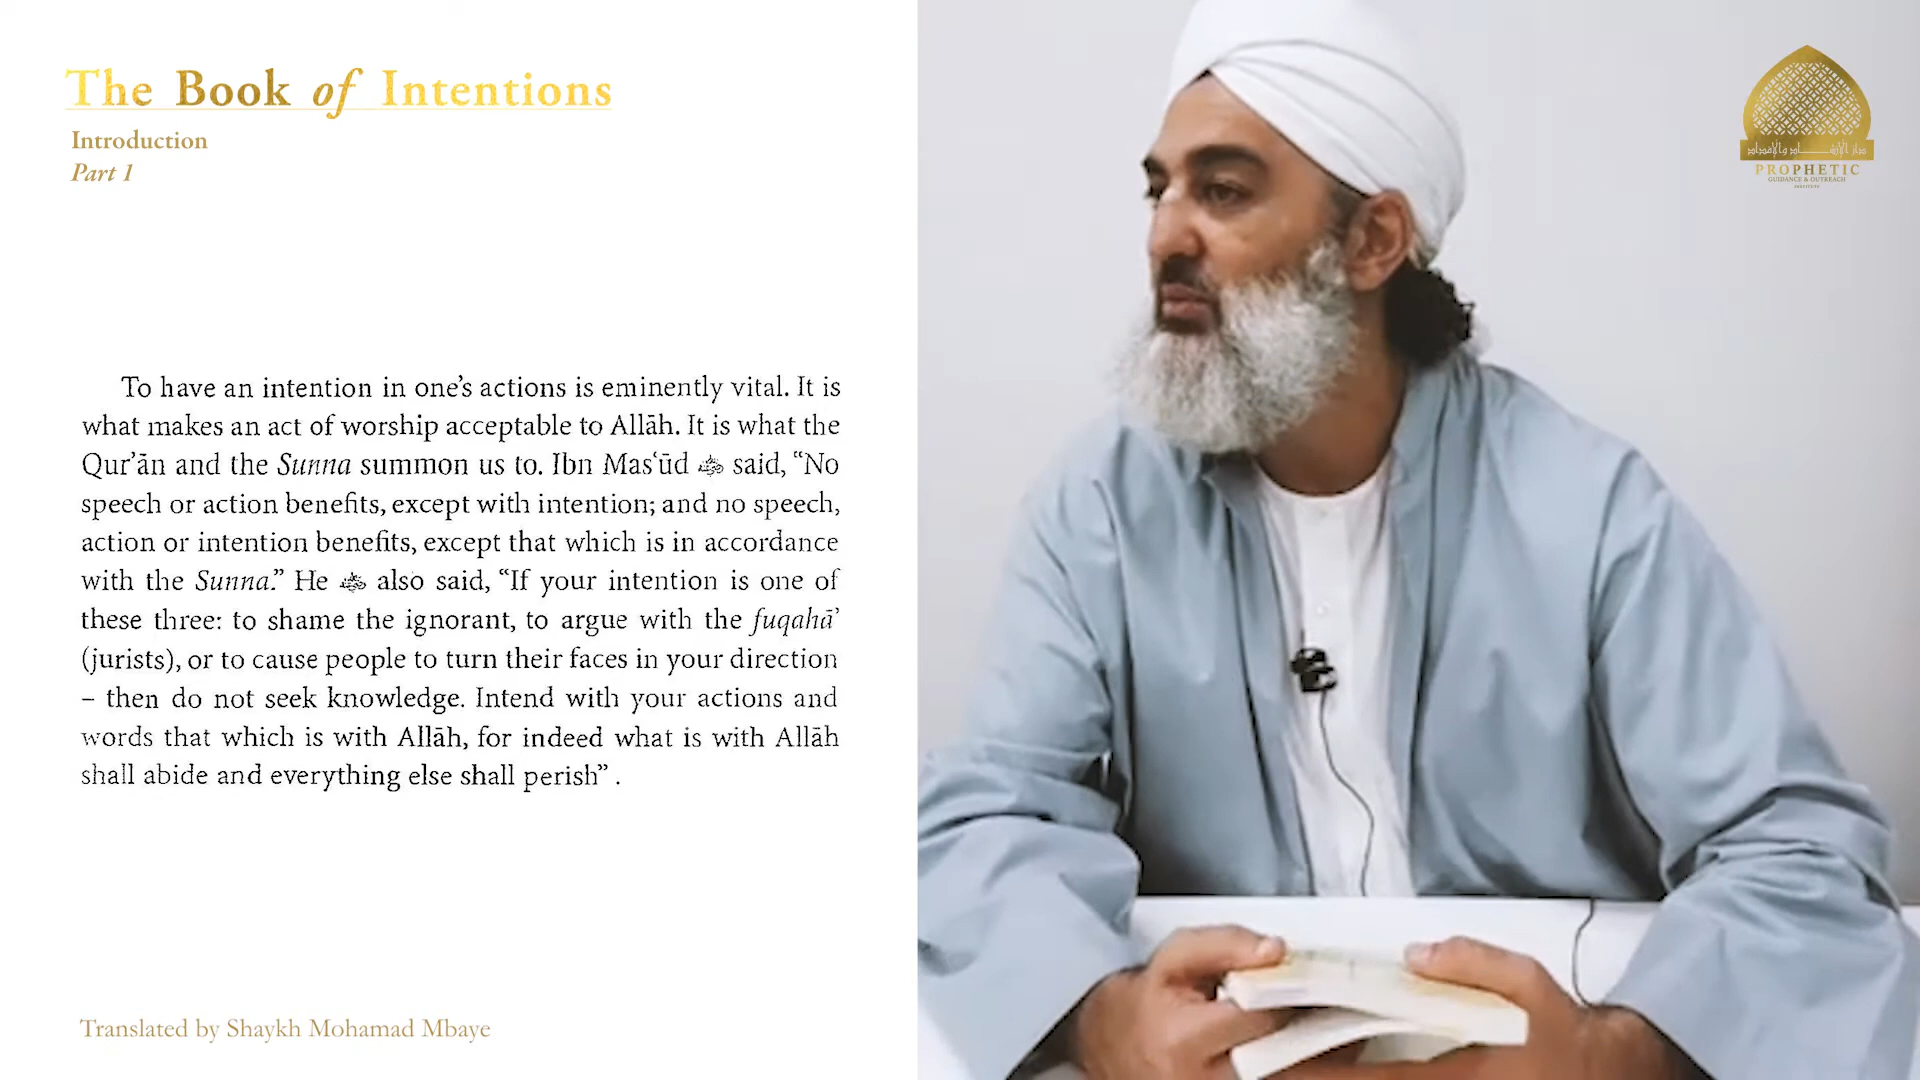 The Book of Intentions
Introduction
Part 1
To have an intention in one’s actions is eminently vital. It is
what makes an act of worship acceptable to Allāh. It is what the
Qur’ān and the Sunna summon us to. Ibn Mas‘ūd said, “No
speech or action benefits, except with intention; and no speech,
action or intention benefits, except that which is in accordance
with the Sunna.” He also said, “If your intention is one of
these three: to shame the ignorant, to argue with the fuqahā’
(jurists), or to cause people to turn their faces in your direction
– then do not seek knowledge. Intend with your actions and
words that which is with Allāh, for indeed what is with Allāh
shall abide and everything else shall perish” .
Translated by Shaykh Mohamad Mbaye
PROPHETIC
GUIDANCE & OUTREACH
INSTITUTE